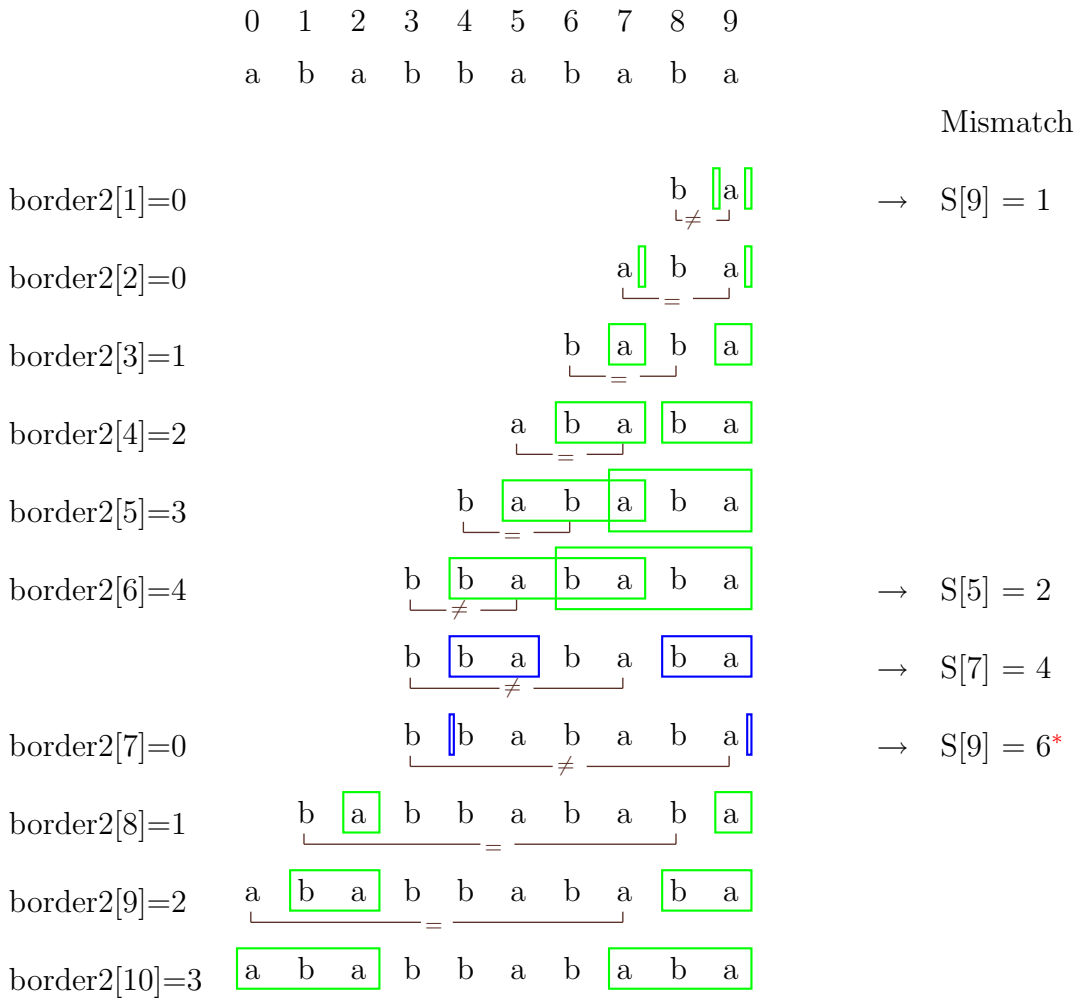 0 1 2 3 4 5 6 7 8 9
a b a b b a b a b a
Mismatch
border2[1]=0 b a → S[9] = 1
≠
border2[2]=0 a b a
=
border2[3]=1 b a b a
=
border2[4]=2 a b a b a
=
border2[5]=3 b a b a b a
=
border2[6]=4 b b a b a b a → S[5] = 2
≠
b b a b a b a → S[7] = 4
≠
border2[7]=0 b b a b a b a → S[9] = 6*
≠
border2[8]=1 b a b b a b a b a
=
border2[9]=2 a b a b b a b a b a
=
border2[10]=3 a b a b b a b a b a